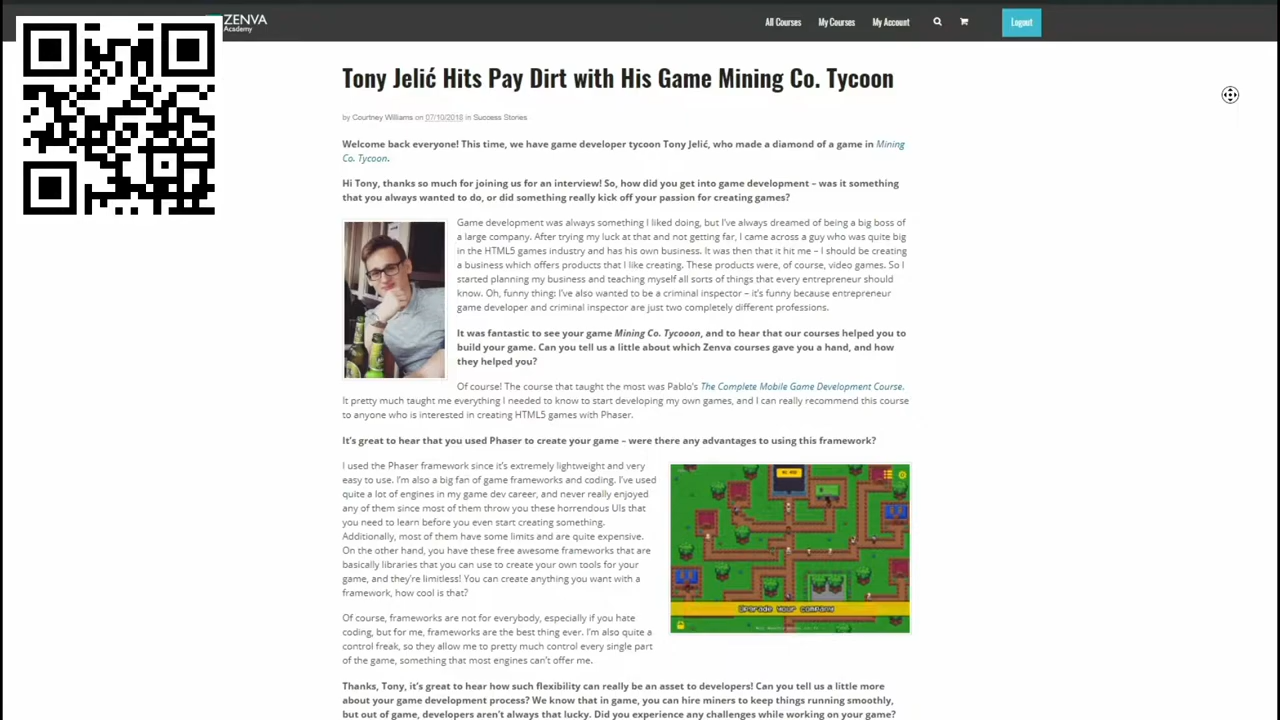 ZENVA
Academy
All Courses
My Courses
My Account
Logout
Tony Jelić Hits Pay Dirt with His Game Mining Co. Tycoon
by Courtney Williams on 07/10/2018 in Success Stories
Welcome back everyone! This time, we have game developer tycoon Tony Jelić, who made a diamond of a game in Mining
Co. Tycoon.
Hi Tony, thanks so much for joining us for an interview! So, how did you get into game development – was it something
that you always wanted to do, or did something really kick off your passion for creating games?
Game development was always something I liked doing, but I've always dreamed of being a big boss of
a large company. After trying my luck at that and not getting far, I came across a guy who was quite big
in the HTML5 games industry and has his own business. It was then that it hit me – I should be creating
a business which offers products that I like creating. These products were, of course, video games. So I
started planning my business and teaching myself all sorts of things that every entrepreneur should
know. Oh, funny thing: I've also wanted to be a criminal inspector – it's funny because entrepreneur
game developer and criminal inspector are just two completely different professions.
It was fantastic to see your game Mining Co. Tycooon, and to hear that our courses helped you to
build your game. Can you tell us a little about which Zenva courses gave you a hand, and how
they helped you?
Of course! The course that taught the most was Pablo's The Complete Mobile Game Development Course.
It pretty much taught me everything I needed to know to start developing my own games, and I can really recommend this course
to anyone who is interested in creating HTML5 games with Phaser.
It's great to hear that you used Phaser to create your game – were there any advantages to using this framework?
I used the Phaser framework since it's extremely lightweight and very
easy to use. I'm also a big fan of game frameworks and coding. I've used
quite a lot of engines in my game dev career, and never really enjoyed
any of them since most of them throw you these horrendous UIs that
you need to learn before you even start creating something.
Additionally, most of them have some limits and are quite expensive.
On the other hand, you have these free awesome frameworks that are
basically libraries that you can use to create your own tools for your
game, and they're limitless! You can create anything you want with a
framework, how cool is that?
Upgrade your company
Of course, frameworks are not for everybody, especially if you hate
coding, but for me, frameworks are the best thing ever. I'm also quite a
control freak, so they allow me to pretty much control every single part
of the game, something that most engines can't offer me.
Thanks, Tony, it's great to hear how such flexibility can really be an asset to developers! Can you tell us a little more
about your game development process? We know that in game, you can hire miners to keep things running smoothly,
but out of game, developers aren't always that lucky. Did you experience any challenges while working on your game?